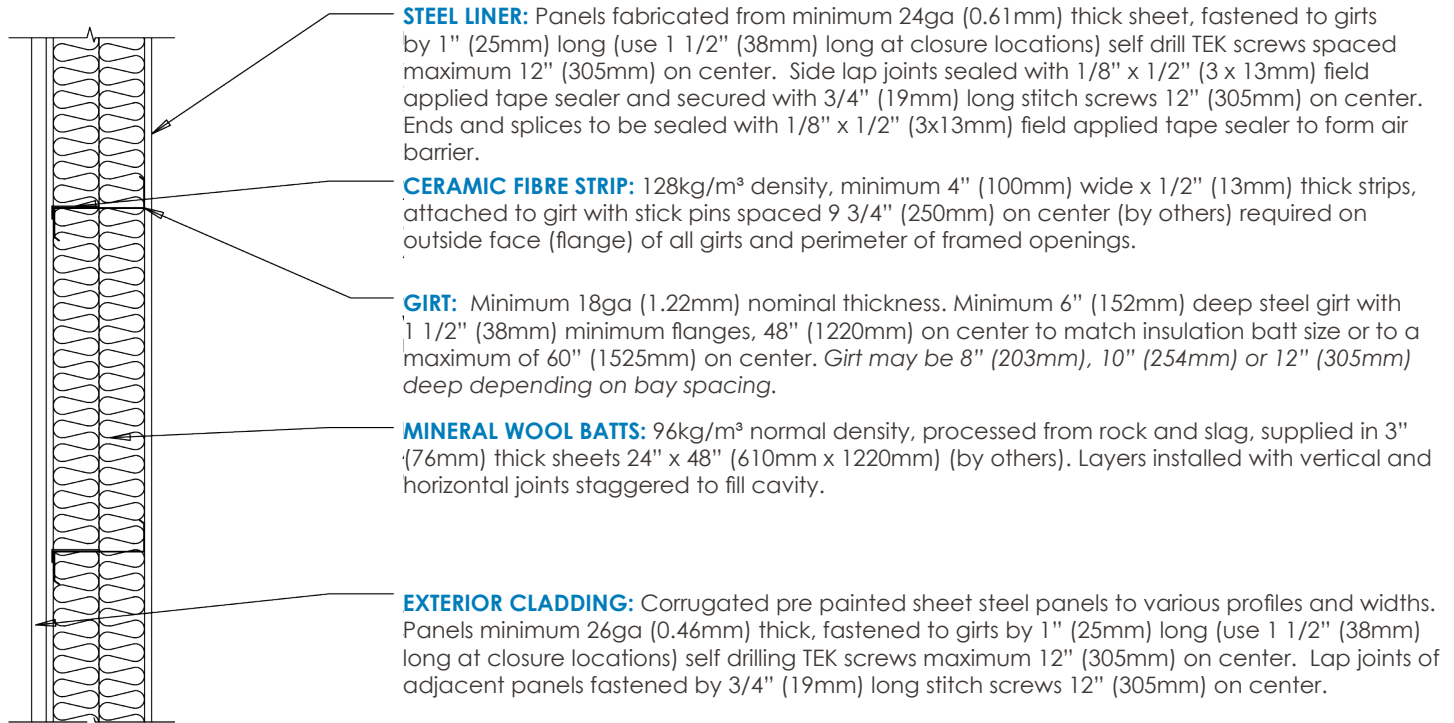 STEEL LINER: Panels fabricated from minimum 24ga (0.61mm) thick sheet, fastened to girts
by 1” (25mm) long (use 1 1/2” (38mm) long at closure locations) self drill TEK screws spaced
maximum 12” (305mm) on center.  Side lap joints sealed with 1/8” x 1/2” (3 x 13mm) field
applied tape sealer and secured with 3/4” (19mm) long stitch screws 12” (305mm) on center.
Ends and splices to be sealed with 1/8” x 1/2” (3x13mm) field applied tape sealer to form air
barrier.
CERAMIC FIBRE STRIP: 128kg/m³ density, minimum 4” (100mm) wide x 1/2” (13mm) thick strips,
attached to girt with stick pins spaced 9 3/4” (250mm) on center (by others) required on
outside face (flange) of all girts and perimeter of framed openings.
GIRT:  Minimum 18ga (1.22mm) nominal thickness. Minimum 6” (152mm) deep steel girt with
1 1/2” (38mm) minimum flanges, 48” (1220mm) on center to match insulation batt size or to a
maximum of 60” (1525mm) on center. Girt may be 8” (203mm), 10” (254mm) or 12” (305mm)
deep depending on bay spacing.
MINERAL WOOL BATTS: 96kg/m³ normal density, processed from rock and slag, supplied in 3”
(76mm) thick sheets 24” x 48” (610mm x 1220mm) (by others). Layers installed with vertical and
horizontal joints staggered to fill cavity.
EXTERIOR CLADDING: Corrugated pre painted sheet steel panels to various profiles and widths.
Panels minimum 26ga (0.46mm) thick, fastened to girts by 1” (25mm) long (use 1 1/2” (38mm)
long at closure locations) self drilling TEK screws maximum 12” (305mm) on center.  Lap joints of
adjacent panels fastened by 3/4” (19mm) long stitch screws 12” (305mm) on center.